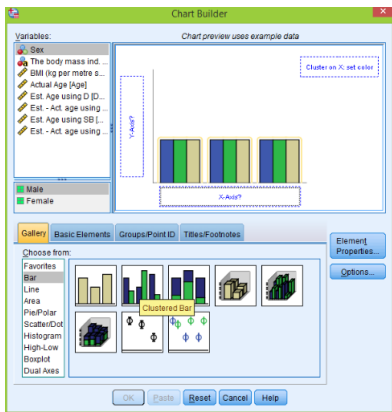 Chart Builder
Variables:
Chart preview uses example data
Sex
The body mass ind. ...
BMI (kg per metre s...
Actual Age [Age]
Est. Age using D [D...
Est. - Act. age using ...
Est. Age using SB [...
Est. - Act. age using ...
Cluster on X: set color
Y-Axis?
X-Axis?
Male
Female
Gallery
Basic Elements
Groups/Point ID
Titles/Footnotes
Element Properties...
Options...
Choose from:
Favorites
Bar
Line
Area
Pie/Polar
Scatter/Dot
Histogram
High-Low
Boxplot
Dual Axes
Clustered Bar
OK
Paste
Reset
Cancel
Help